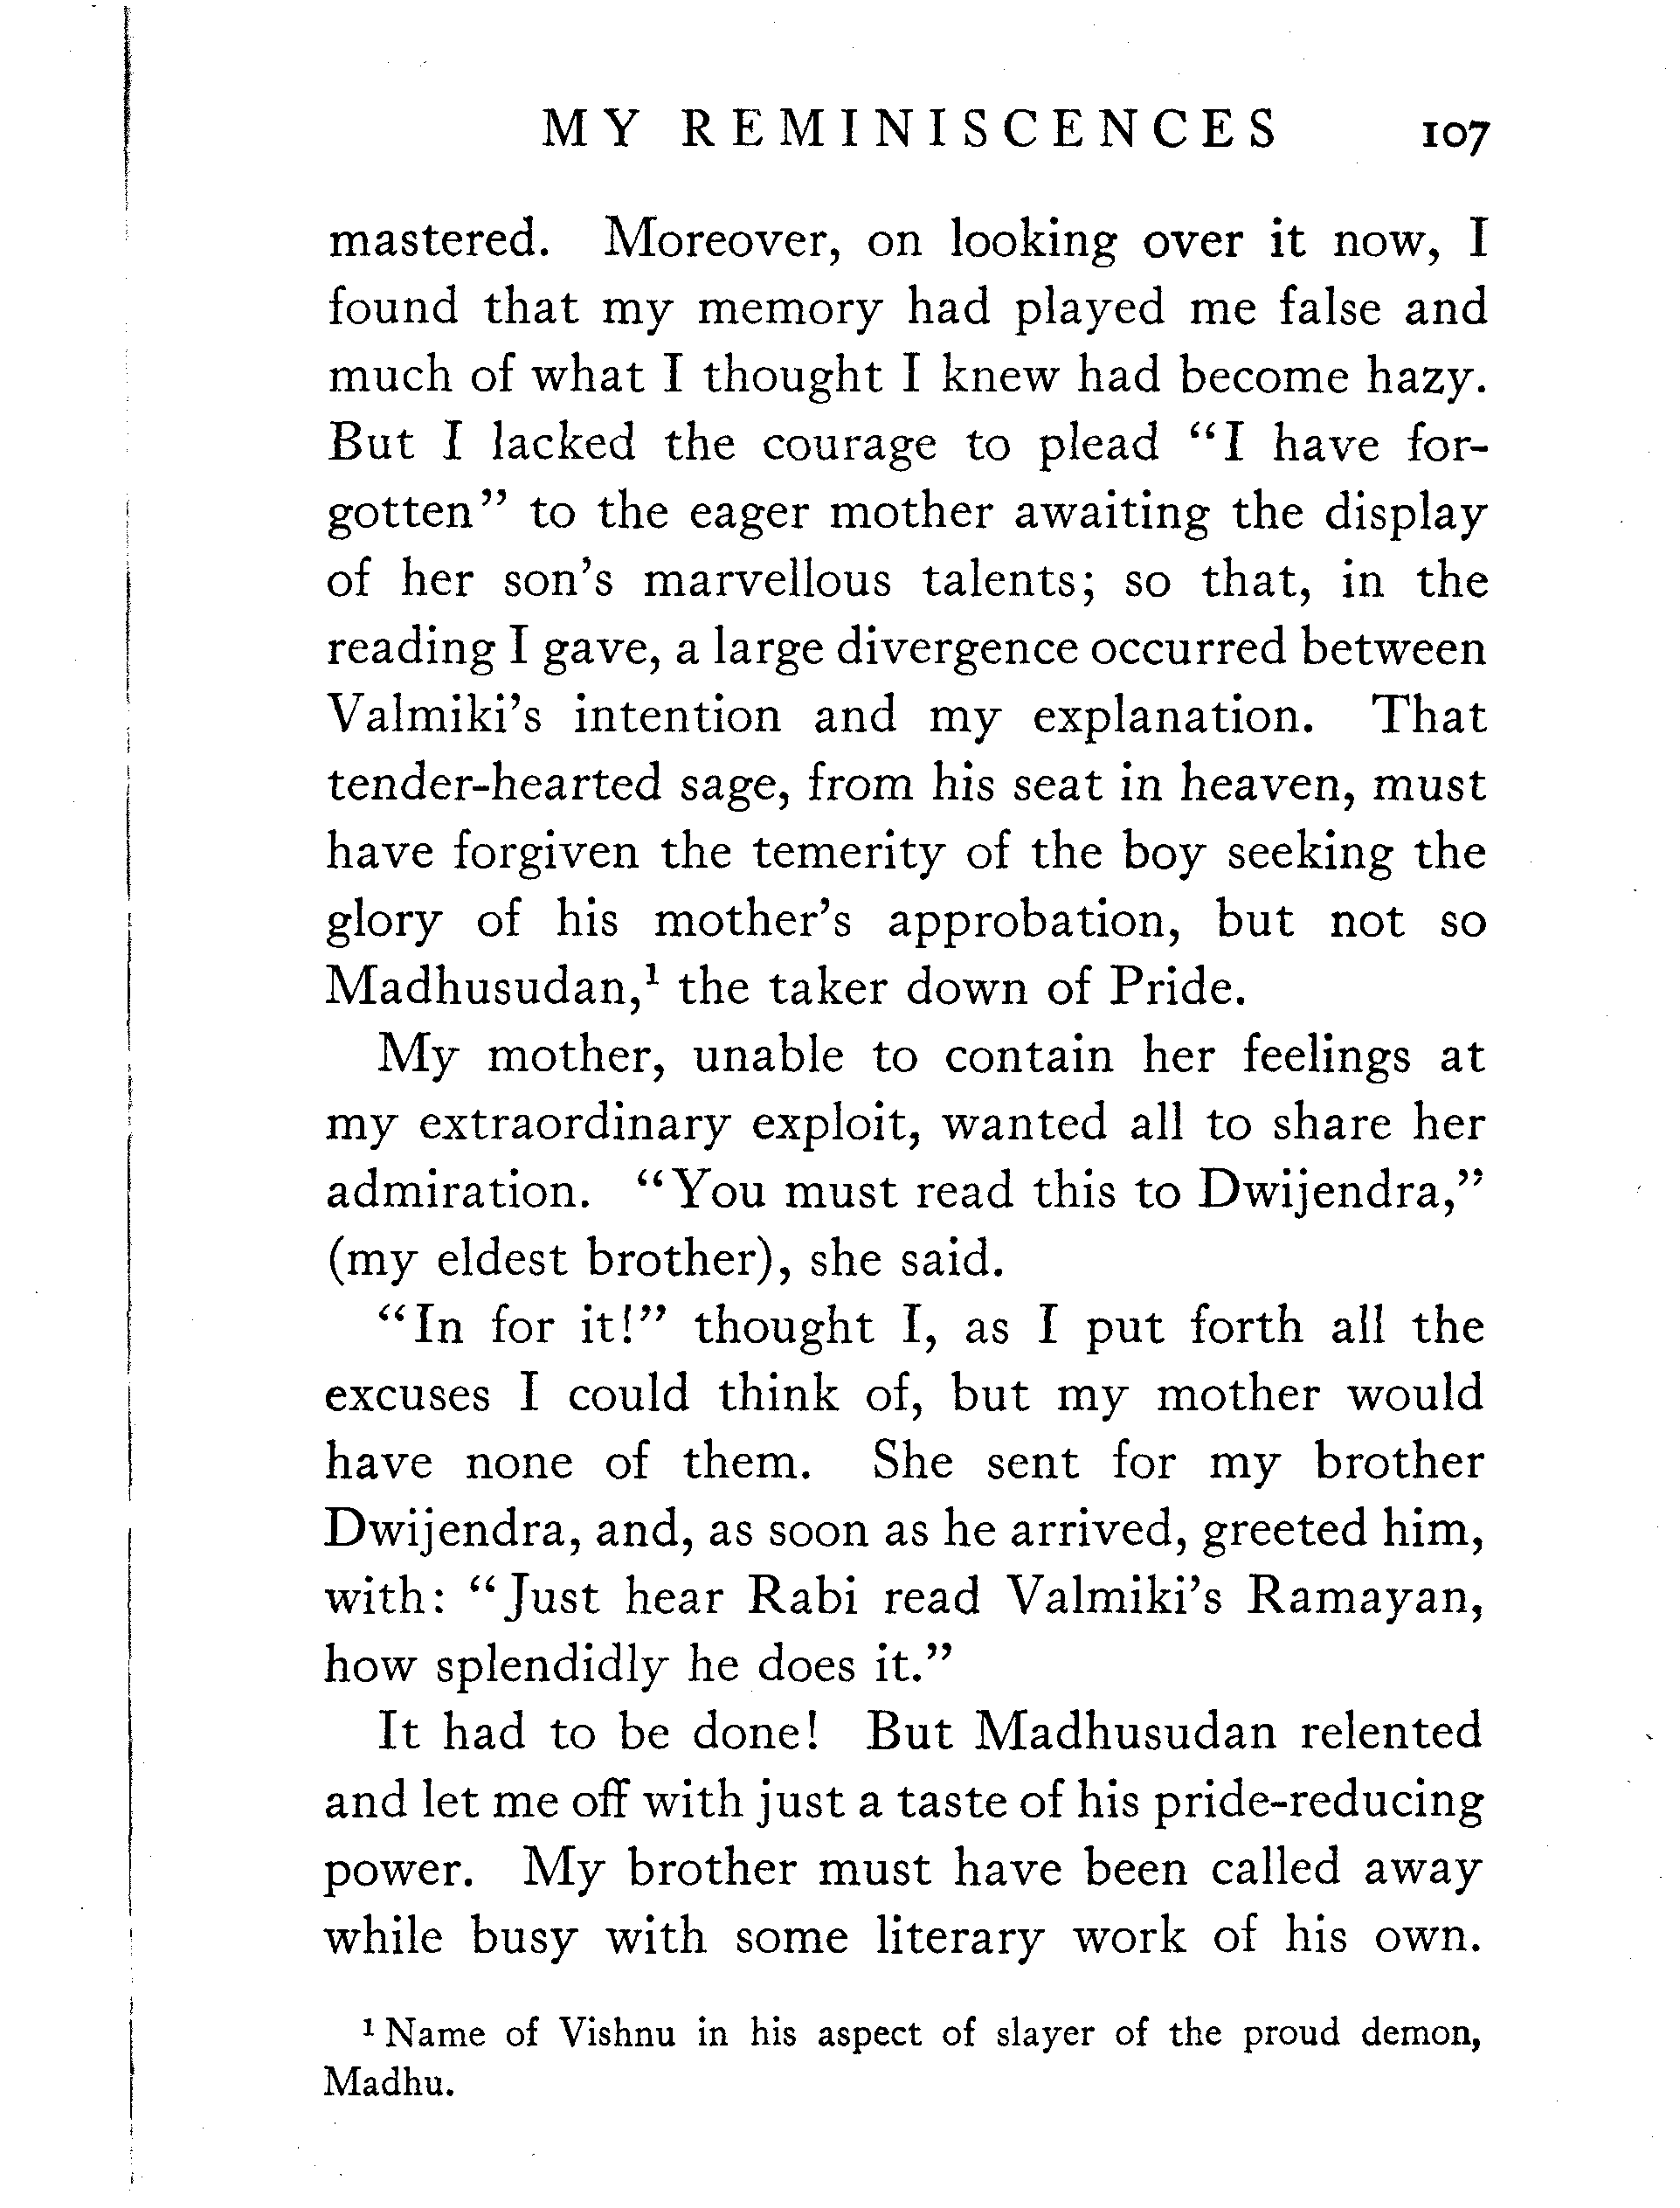 MY REMINISCENCES 107
mastered. Moreover, on looking over it now, I
found that my memory had played me false and
much of what I thought I knew had become hazy.
But I lacked the courage to plead “I have for-
gotten” to the eager mother awaiting the display
of her son’s marvellous talents; so that, in the
reading I gave, a large divergence occurred between
Valmiki’s intention and my explanation. That
tender-hearted sage, from his seat in heaven, must
have forgiven the temerity of the boy seeking the
glory of his mother’s approbation, but not so
Madhusudan,¹ the taker down of Pride.
My mother, unable to contain her feelings at
my extraordinary exploit, wanted all to share her
admiration. “You must read this to Dwijendra,”
(my eldest brother), she said.
“In for it!” thought I, as I put forth all the
excuses I could think of, but my mother would
have none of them. She sent for my brother
Dwijendra, and, as soon as he arrived, greeted him,
with: “Just hear Rabi read Valmiki’s Ramayan,
how splendidly he does it.”
It had to be done! But Madhusudan relented
and let me off with just a taste of his pride-reducing
power. My brother must have been called away
while busy with some literary work of his own.
¹ Name of Vishnu in his aspect of slayer of the proud demon,
Madhu.